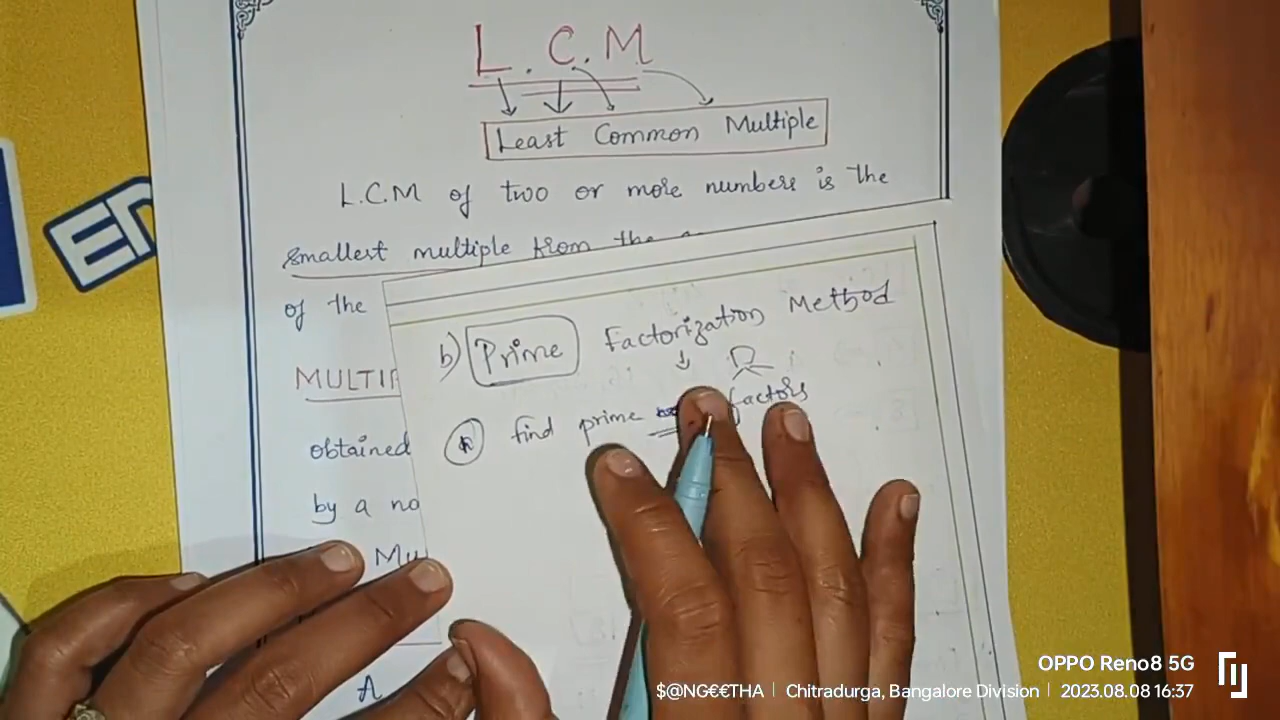 L.C.M
Least Common Multiple
L.C.M of two or more numbers is the
smallest multiple from the
of the
b) Prime Factorization Method
find prime factors
obtained
by a no
A
OPPO Reno8 5G
$@NG€€THA | Chitradurga, Bangalore Division | 2023.08.08 16:37